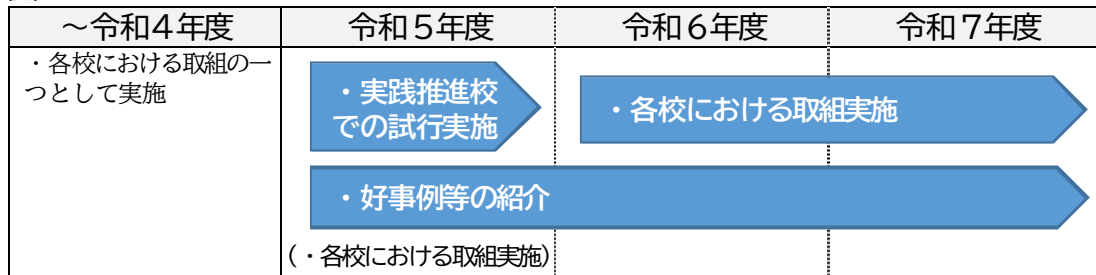 ～令和４年度 令和５年度 令和６年度 令和７年度
・各校における取組の一
つとして実施
・実践推進校
での試行実施
・各校における取組実施
・好事例等の紹介
（・各校における取組実施）